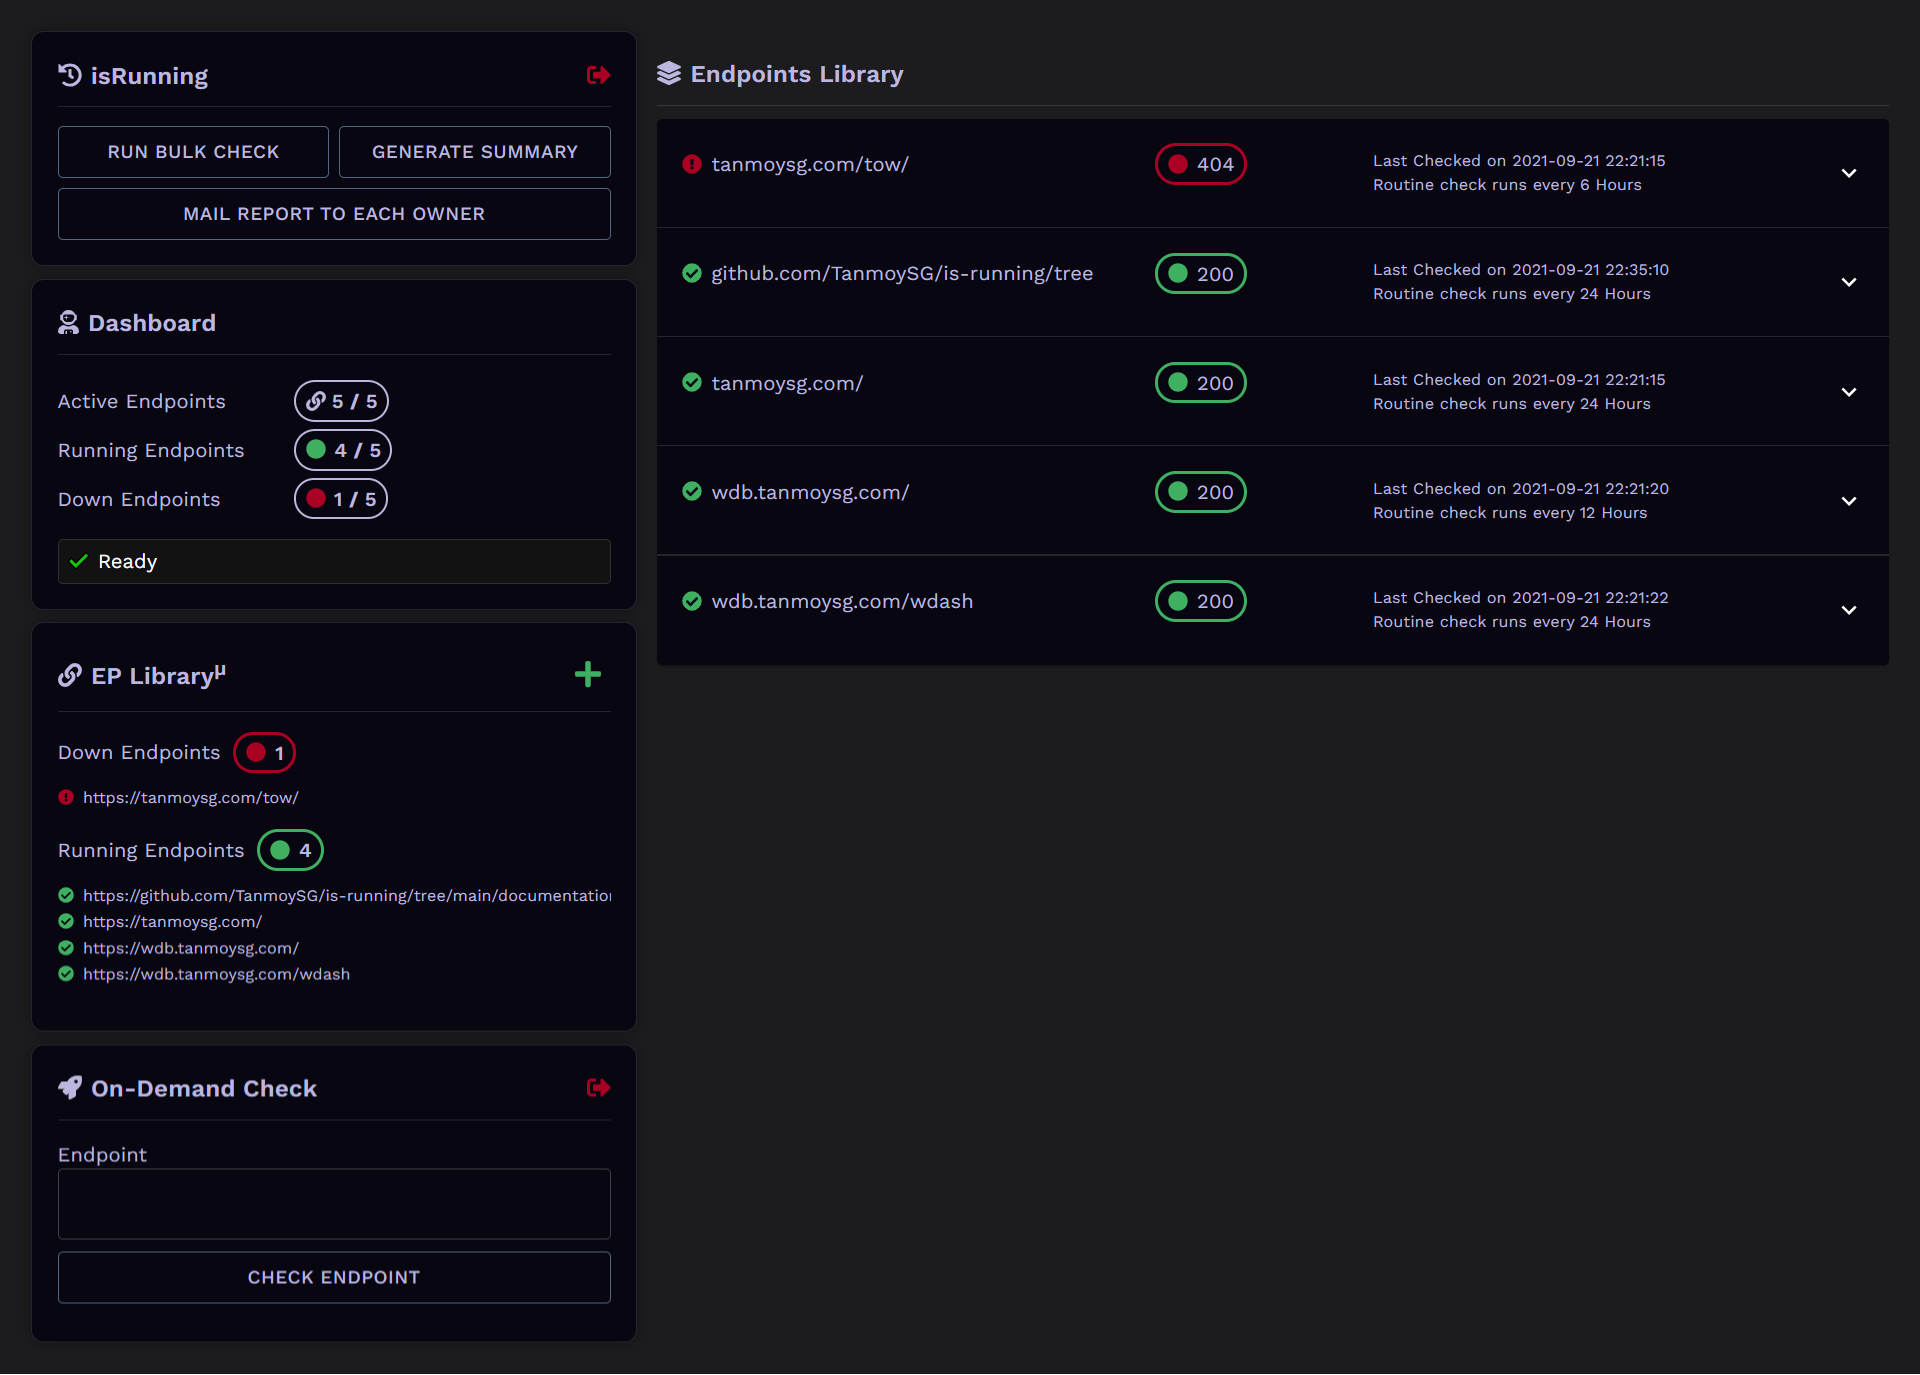 isRunning
RUN BULK CHECK
GENERATE SUMMARY
MAIL REPORT TO EACH OWNER
Dashboard
Active Endpoints 5 / 5
Running Endpoints 4 / 5
Down Endpoints 1 / 5
Ready
EP Libraryμ
Down Endpoints 1
https://tanmoysg.com/tow/
Running Endpoints 4
https://github.com/TanmoySG/is-running/tree/main/documentation
https://tanmoysg.com/
https://wdb.tanmoysg.com/
https://wdb.tanmoysg.com/wdash
On-Demand Check
Endpoint
CHECK ENDPOINT
Endpoints Library
tanmoysg.com/tow/ 404
Last Checked on 2021-09-21 22:21:15
Routine check runs every 6 Hours
github.com/TanmoySG/is-running/tree 200
Last Checked on 2021-09-21 22:35:10
Routine check runs every 24 Hours
tanmoysg.com/ 200
Last Checked on 2021-09-21 22:21:15
Routine check runs every 24 Hours
wdb.tanmoysg.com/ 200
Last Checked on 2021-09-21 22:21:20
Routine check runs every 12 Hours
wdb.tanmoysg.com/wdash 200
Last Checked on 2021-09-21 22:21:22
Routine check runs every 24 Hours